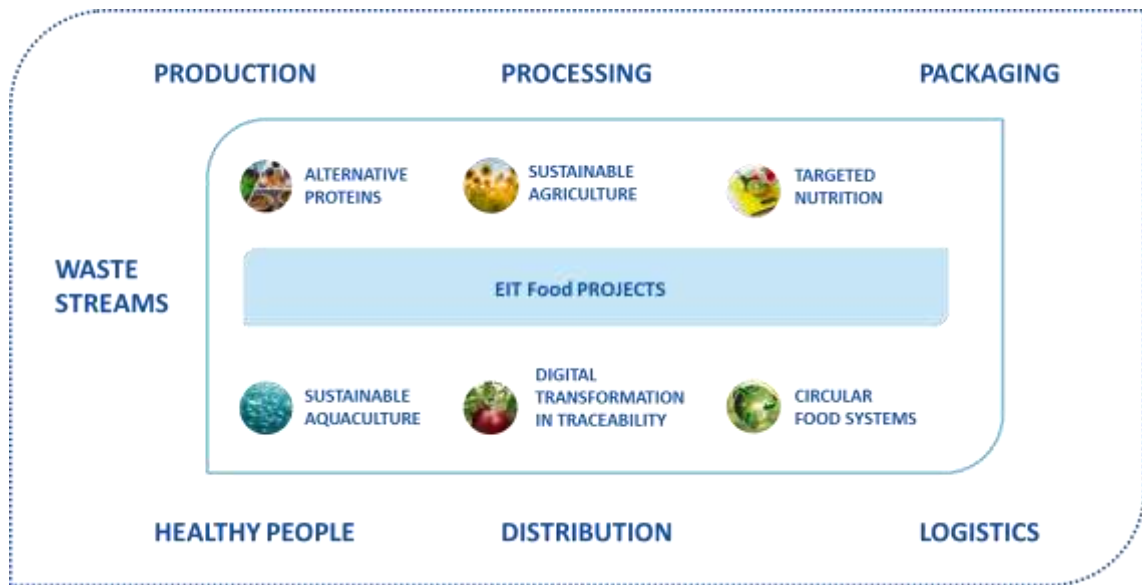 PRODUCTION
PROCESSING
PACKAGING
ALTERNATIVE
PROTEINS
SUSTAINABLE
AGRICULTURE
TARGETED
NUTRITION
WASTE
STREAMS
EIT Food PROJECTS
SUSTAINABLE
AQUACULTURE
DIGITAL
TRANSFORMATION
IN TRACEABILITY
CIRCULAR
FOOD SYSTEMS
HEALTHY PEOPLE
DISTRIBUTION
LOGISTICS